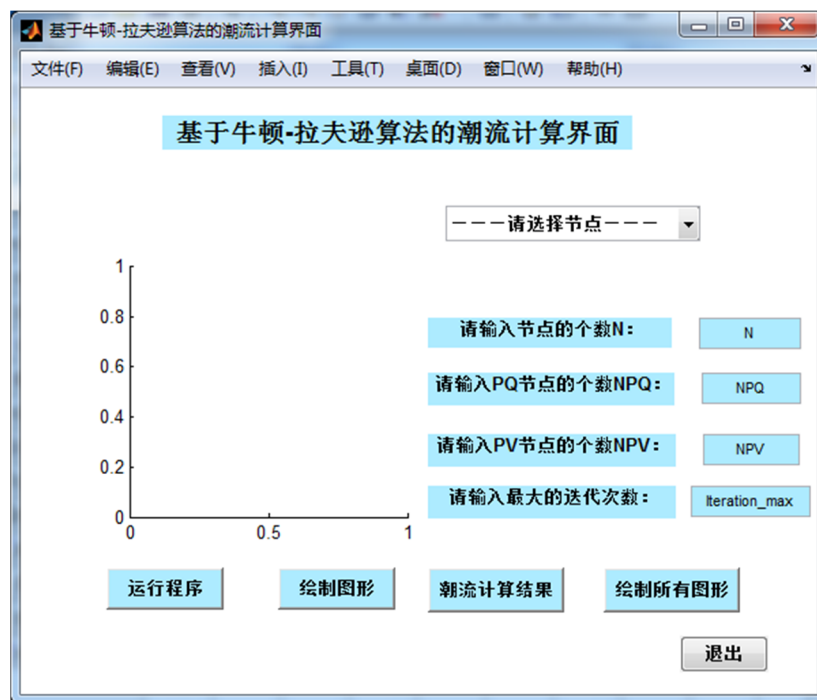 基于牛顿-拉夫逊算法的潮流计算界面
文件(F) 编辑(E) 查看(V) 插入(I) 工具(T) 桌面(D) 窗口(W) 帮助(H)
基于牛顿-拉夫逊算法的潮流计算界面
———请选择节点———
1
0.8
0.6
0.4
0.2
0
0 0.5 1
请输入节点的个数N： N
请输入PQ节点的个数NPQ： NPQ
请输入PV节点的个数NPV： NPV
请输入最大的迭代次数： Iteration_max
运行程序 绘制图形 潮流计算结果 绘制所有图形
退出